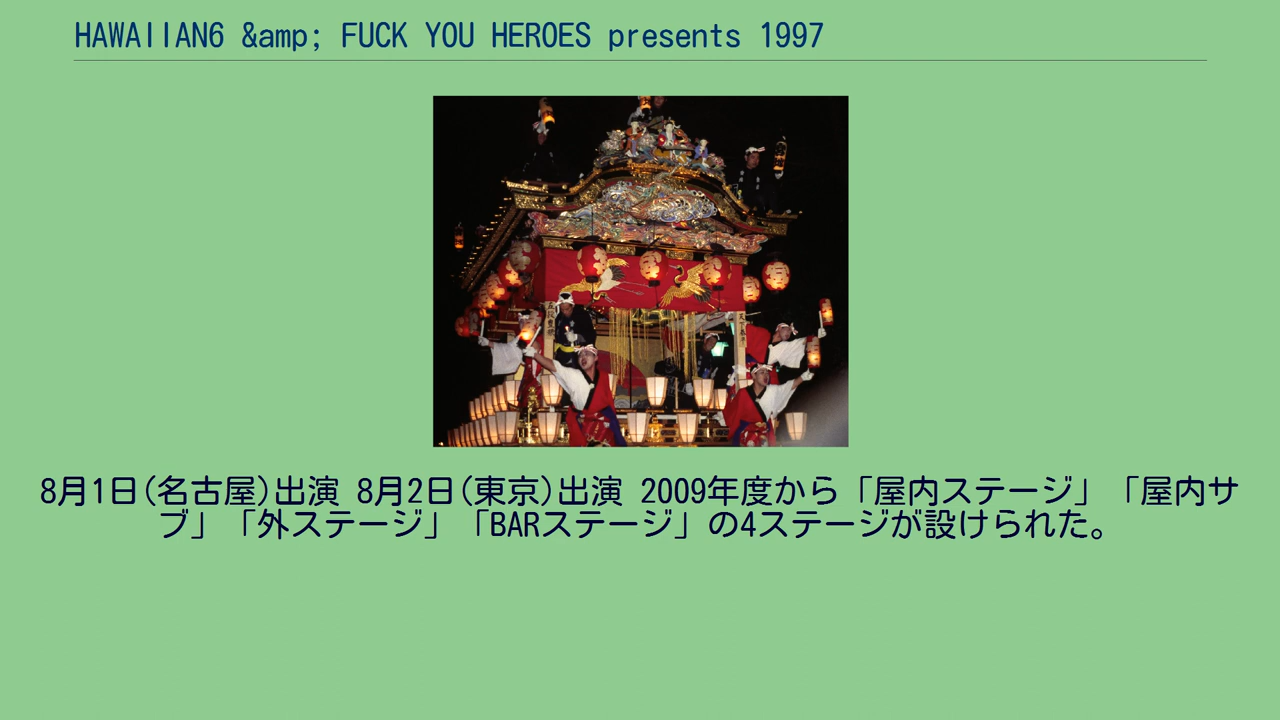 HAWAIIAN6 &amp; FUCK YOU HEROES presents 1997
8月1日(名古屋)出演 8月2日(東京)出演 2009年度から「屋内ステージ」「屋内サ
ブ」「外ステージ」「BARステージ」の4ステージが設けられた。